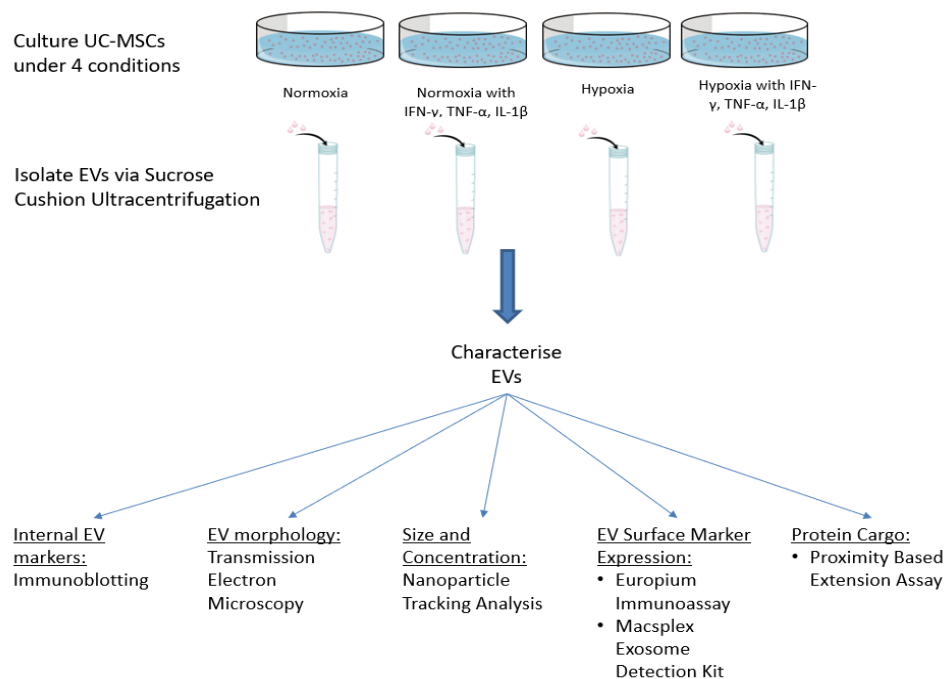 Culture UC-MSCs
under 4 conditions
Normoxia
Normoxia with
IFN-γ, TNF-α, IL-1β
Hypoxia
Hypoxia with IFN-
γ, TNF-α, IL-1β
Isolate EVs via Sucrose
Cushion Ultracentrifugation
Characterise
EVs
Internal EV
markers:
Immunoblotting
EV morphology:
Transmission
Electron
Microscopy
Size and
Concentration:
Nanoparticle
Tracking Analysis
EV Surface Marker
Expression:
• Europium
Immunoassay
• Macsplex
Exosome
Detection Kit
Protein Cargo:
• Proximity Based
Extension Assay